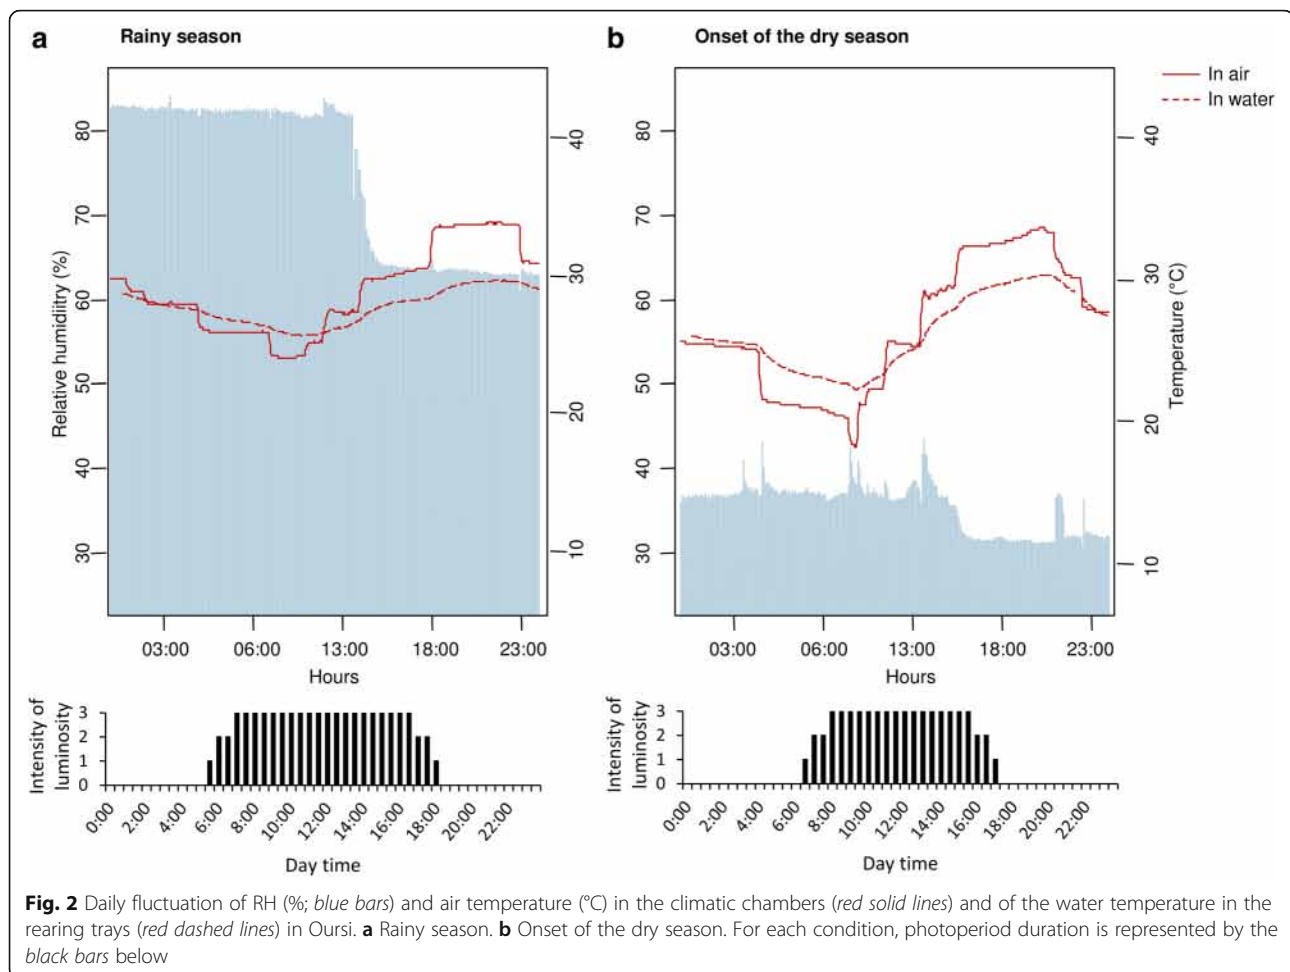 a Rainy season
b Onset of the dry season
In air
In water
Relative humidiitry (%)
80
70
60
50
40
30
40
30
20
10
03:00 06:00 13:00 18:00 23:00
Hours
80
70
60
50
40
30
40
30
20
10
Temperature (°C)
03:00 06:00 13:00 18:00 23:00
Hours
Intensity of
luminosity
3
2
1
0
0:00 2:00 4:00 6:00 8:00 10:00 12:00 14:00 16:00 18:00 20:00 22:00
Day time
Intensity of
luminosity
3
2
1
0
0:00 2:00 4:00 6:00 8:00 10:00 12:00 14:00 16:00 18:00 20:00 22:00
Day time
Fig. 2 Daily fluctuation of RH (%; blue bars) and air temperature (°C) in the climatic chambers (red solid lines) and of the water temperature in the
rearing trays (red dashed lines) in Oursi. a Rainy season. b Onset of the dry season. For each condition, photoperiod duration is represented by the
black bars below